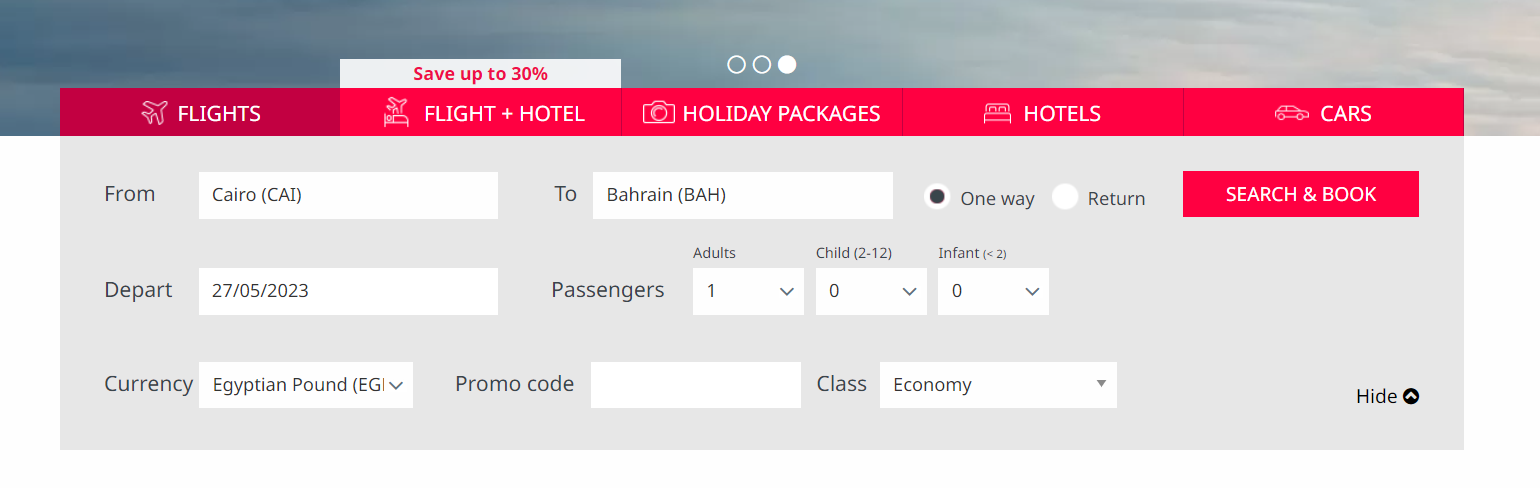 Save up to 30%
FLIGHTS FLIGHT + HOTEL HOLIDAY PACKAGES HOTELS CARS
From Cairo (CAI) To Bahrain (BAH) One way Return SEARCH & BOOK
Adults Child (2-12) Infant (< 2)
Depart 27/05/2023 Passengers 1 0 0
Currency Egyptian Pound (EG Promo code Class Economy
Hide